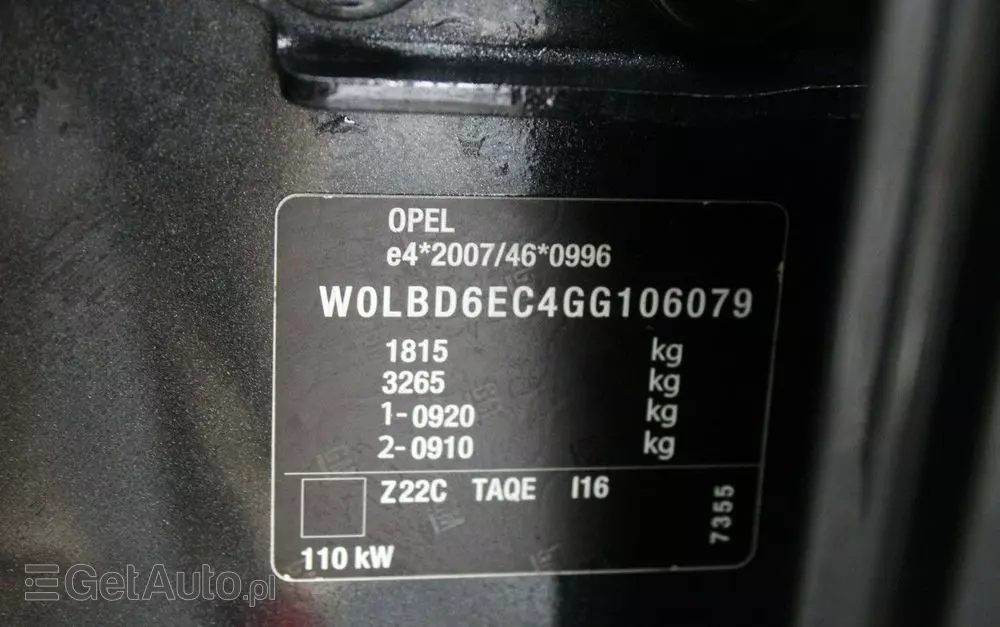 OPEL
e4*2007/46*0996
W0LBD6EC4GG106079
1815 kg
3265 kg
1-0920 kg
2-0910 kg
Z22C TAQE I16
7355
110 kW
GetAuto.pl